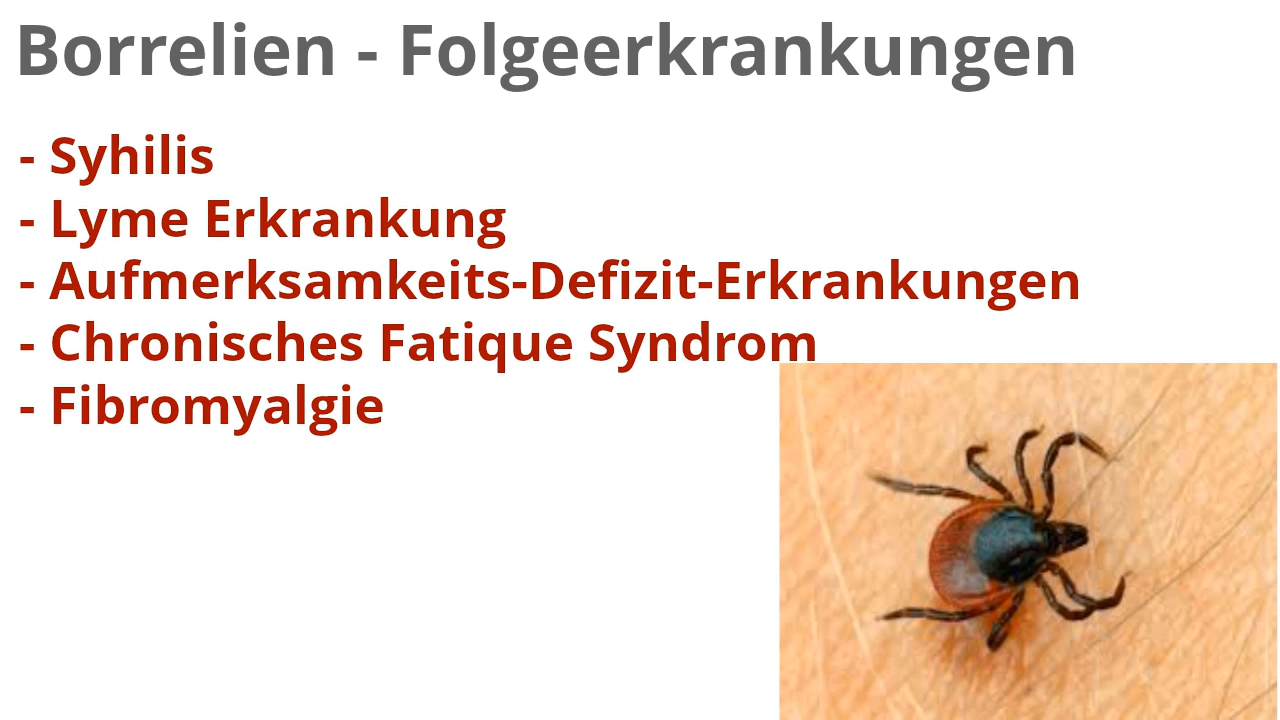 Borrelien - Folgeerkrankungen
- Syhilis
- Lyme Erkrankung
- Aufmerksamkeits-Defizit-Erkrankungen
- Chronisches Fatique Syndrom
- Fibromyalgie